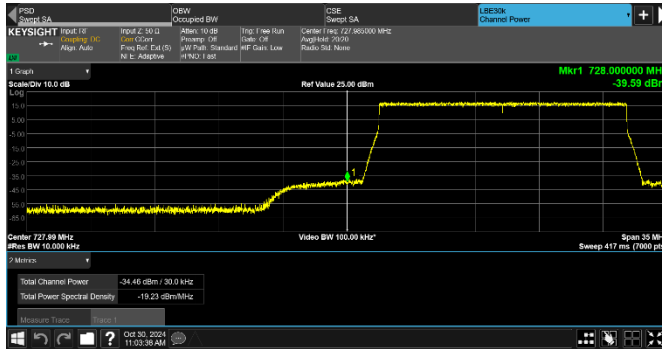 PSD
Swept SA
OBW
Occupied BW
CSE
Swept SA
LBE30k
Channel Power
KEYSIGHT
Input: RF
Coupling: DC
Align: Auto
Input Z: 50 Ω
Corr CCorr
Freq Ref: Ext (S)
NFE: Adaptive
Atten: 10 dB
Preamp: Off
µW Path: Standard
#PNO: Fast
Trig: Free Run
Gate: Off
#IF Gain: Low
Center Freq: 727.985000 MHz
Avg|Hold: 20/20
Radio Std: None
1 Graph
Scale/Div 10.0 dB
Ref Value 25.00 dBm
Mkr1 728.000000 MH
-39.59 dBr
Log
15.0
5.00
-5.00
-15.0
-25.0
-35.0
-45.0
-55.0
-65.0
1
Center 727.99 MHz
#Res BW 10.000 kHz
Video BW 100.00 kHz*
Span 35 MH
Sweep 417 ms (7000 pts
2 Metrics
Total Channel Power -34.46 dBm / 30.0 kHz
Total Power Spectral Density -19.23 dBm/MHz
Measure Trace Trace 1
Oct 30, 2024
11:03:36 AM